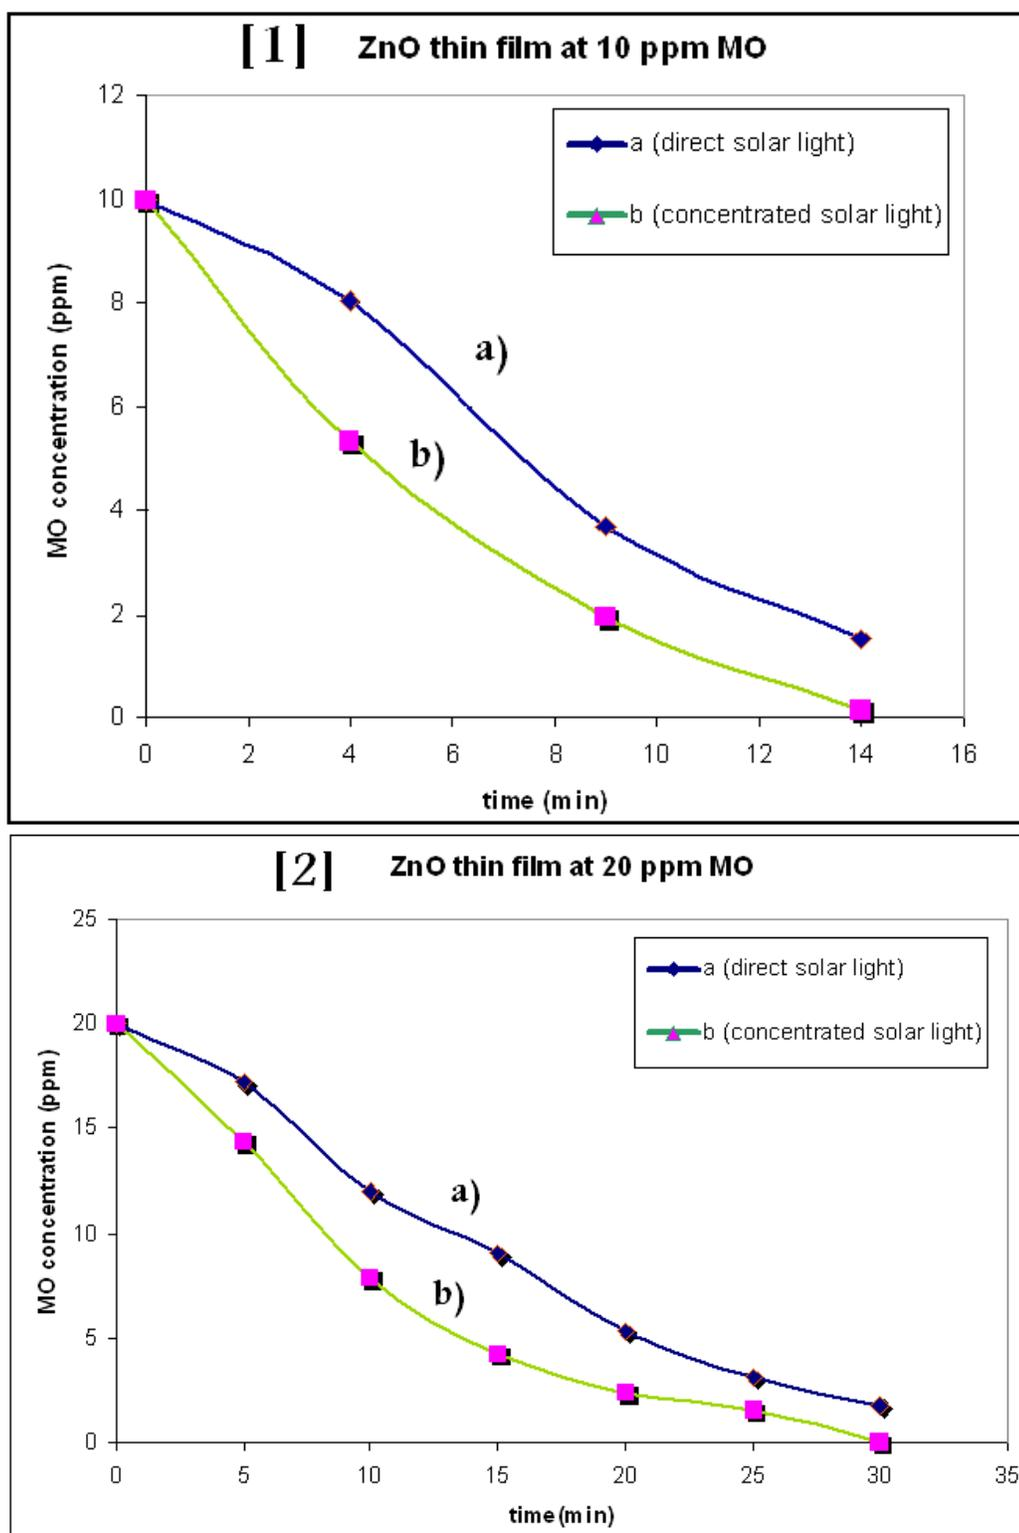 [1] ZnO thin film at 10 ppm MO
12
10
8
6
4
2
0
MO concentration (ppm)
a (direct solar light)
b (concentrated solar light)
a)
b)
0 2 4 6 8 10 12 14 16
time (min)
[2] ZnO thin film at 20 ppm MO
25
20
15
10
5
0
MO concentration (ppm)
a (direct solar light)
b (concentrated solar light)
a)
b)
0 5 10 15 20 25 30 35
time(min)